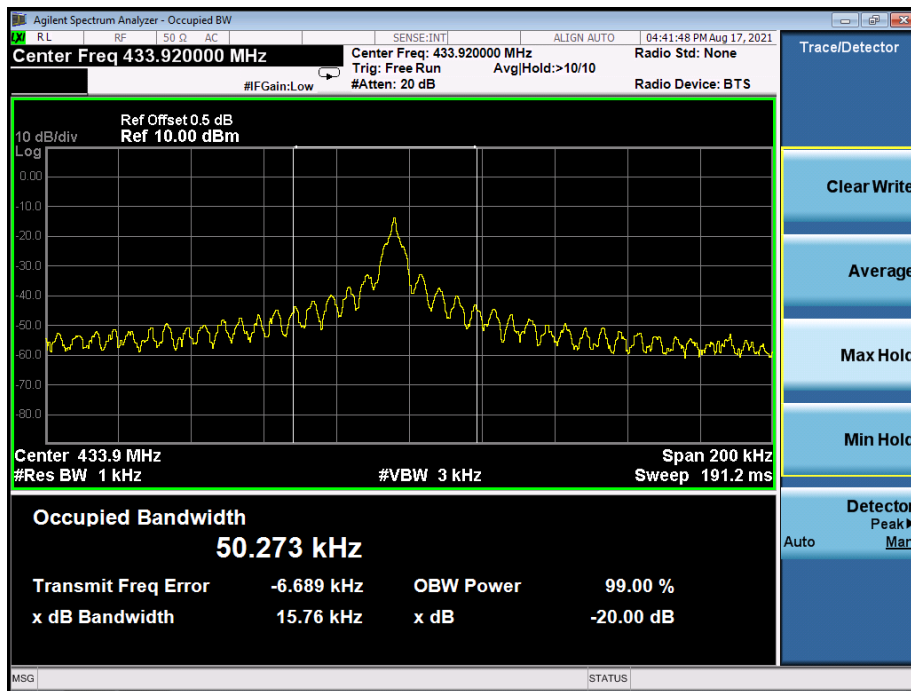 Agilent Spectrum Analyzer - Occupied BW
LXI RL RF 50 Ω AC SENSE:INT ALIGN AUTO 04:41:48 PM Aug 17, 2021
Center Freq 433.920000 MHz
Center Freq: 433.920000 MHz Radio Std: None
Trig: Free Run Avg|Hold:>10/10
#IFGain:Low #Atten: 20 dB Radio Device: BTS
Trace/Detector
Ref Offset 0.5 dB
10 dB/div Ref 10.00 dBm
Log
0.00
-10.0
-20.0
-30.0
-40.0
-50.0
-60.0
-70.0
-80.0
Center 433.9 MHz Span 200 kHz
#Res BW 1 kHz #VBW 3 kHz Sweep 191.2 ms
Clear Write
Average
Max Hold
Min Hold
Detector
Peak▶
Auto Man
Occupied Bandwidth
50.273 kHz
Transmit Freq Error -6.689 kHz OBW Power 99.00 %
x dB Bandwidth 15.76 kHz x dB -20.00 dB
MSG STATUS